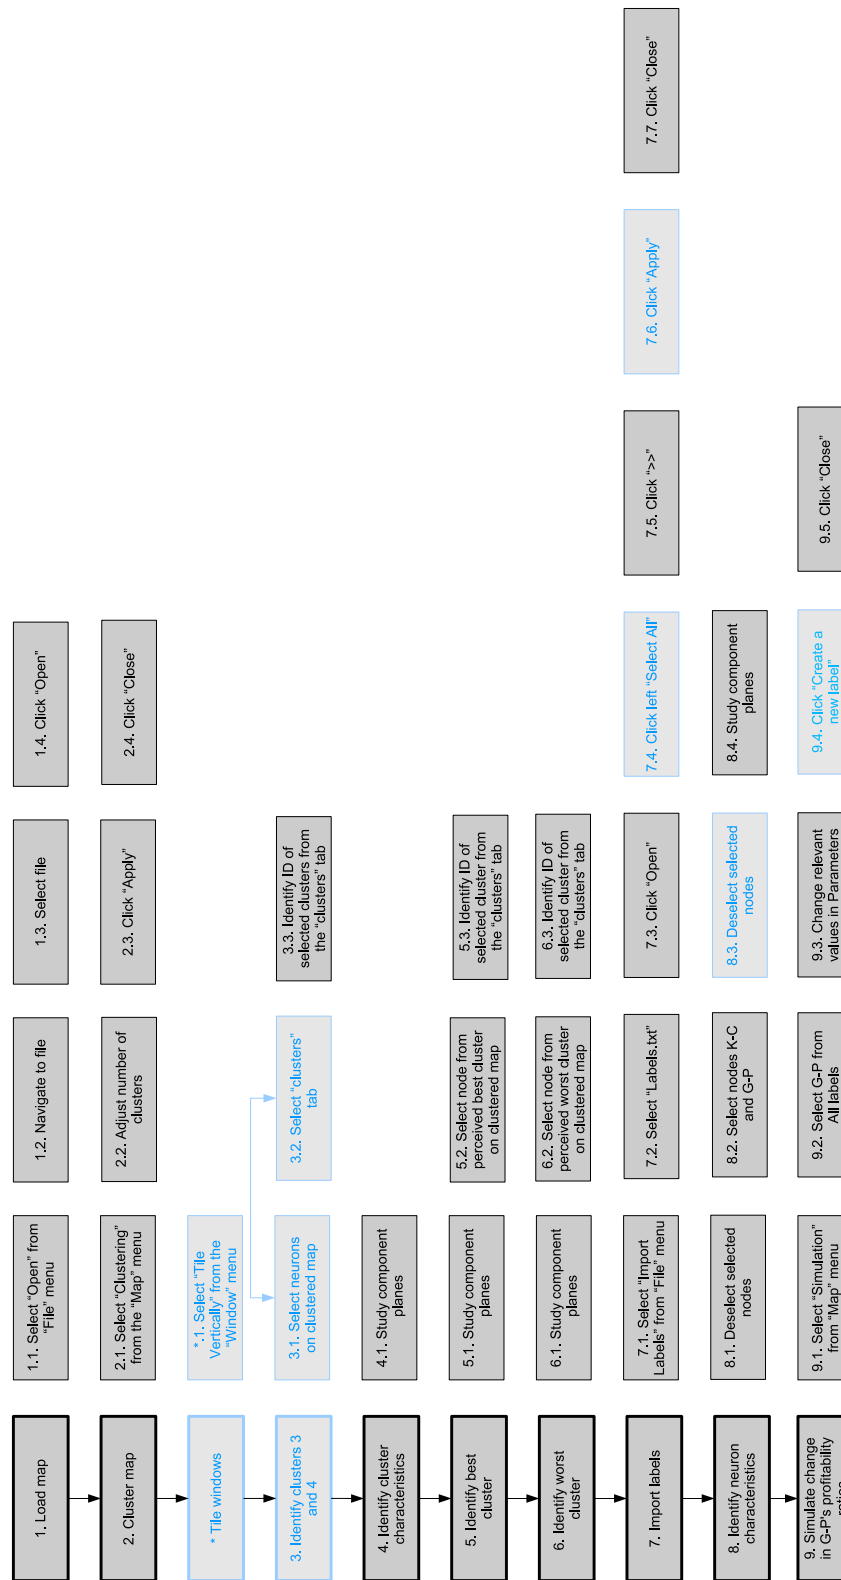 1. Load map
1.1. Select “Open” from
“File” menu
1.2. Navigate to file
1.3. Select file
1.4. Click “Open”
2. Cluster map
2.1. Select “Clustering”
from the “Map” menu
2.2. Adjust number of
clusters
2.3. Click “Apply”
2.4. Click “Close”
* Tile windows
*.1. Select “Tile
Vertically” from the
“Window” menu
3. Identify clusters 3
and 4
3.1. Select neurons
on clustered map
3.2. Select “clusters”
tab
3.3. Identify ID of
selected clusters from
the “clusters” tab
4. Identify cluster
characteristics
4.1. Study component
planes
5. Identify best
cluster
5.1. Study component
planes
5.2. Select node from
perceived best cluster
on clustered map
5.3. Identify ID of
selected cluster from
the “clusters” tab
6. Identify worst
cluster
6.1. Study component
planes
6.2. Select node from
perceived worst cluster
on clustered map
6.3. Identify ID of
selected cluster from
the “clusters” tab
7. Import labels
7.1. Select “Import
Labels” from “File” menu
7.2. Select “Labels.txt”
7.3. Click “Open”
7.4. Click left “Select All”
7.5. Click “>>”
7.6. Click “Apply”
7.7. Click “Close”
8. Identify neuron
characteristics
8.1. Deselect selected
nodes
8.2. Select nodes K-C
and G-P
8.3. Deselect selected
nodes
8.4. Study component
planes
9. Simulate change
in G-P’s profitability
9.1. Select “Simulation”
from “Map” menu
9.2. Select G-P from
All labels
9.3. Change relevant
values in Parameters
9.4. Click “Create a
new label”
9.5. Click “Close”